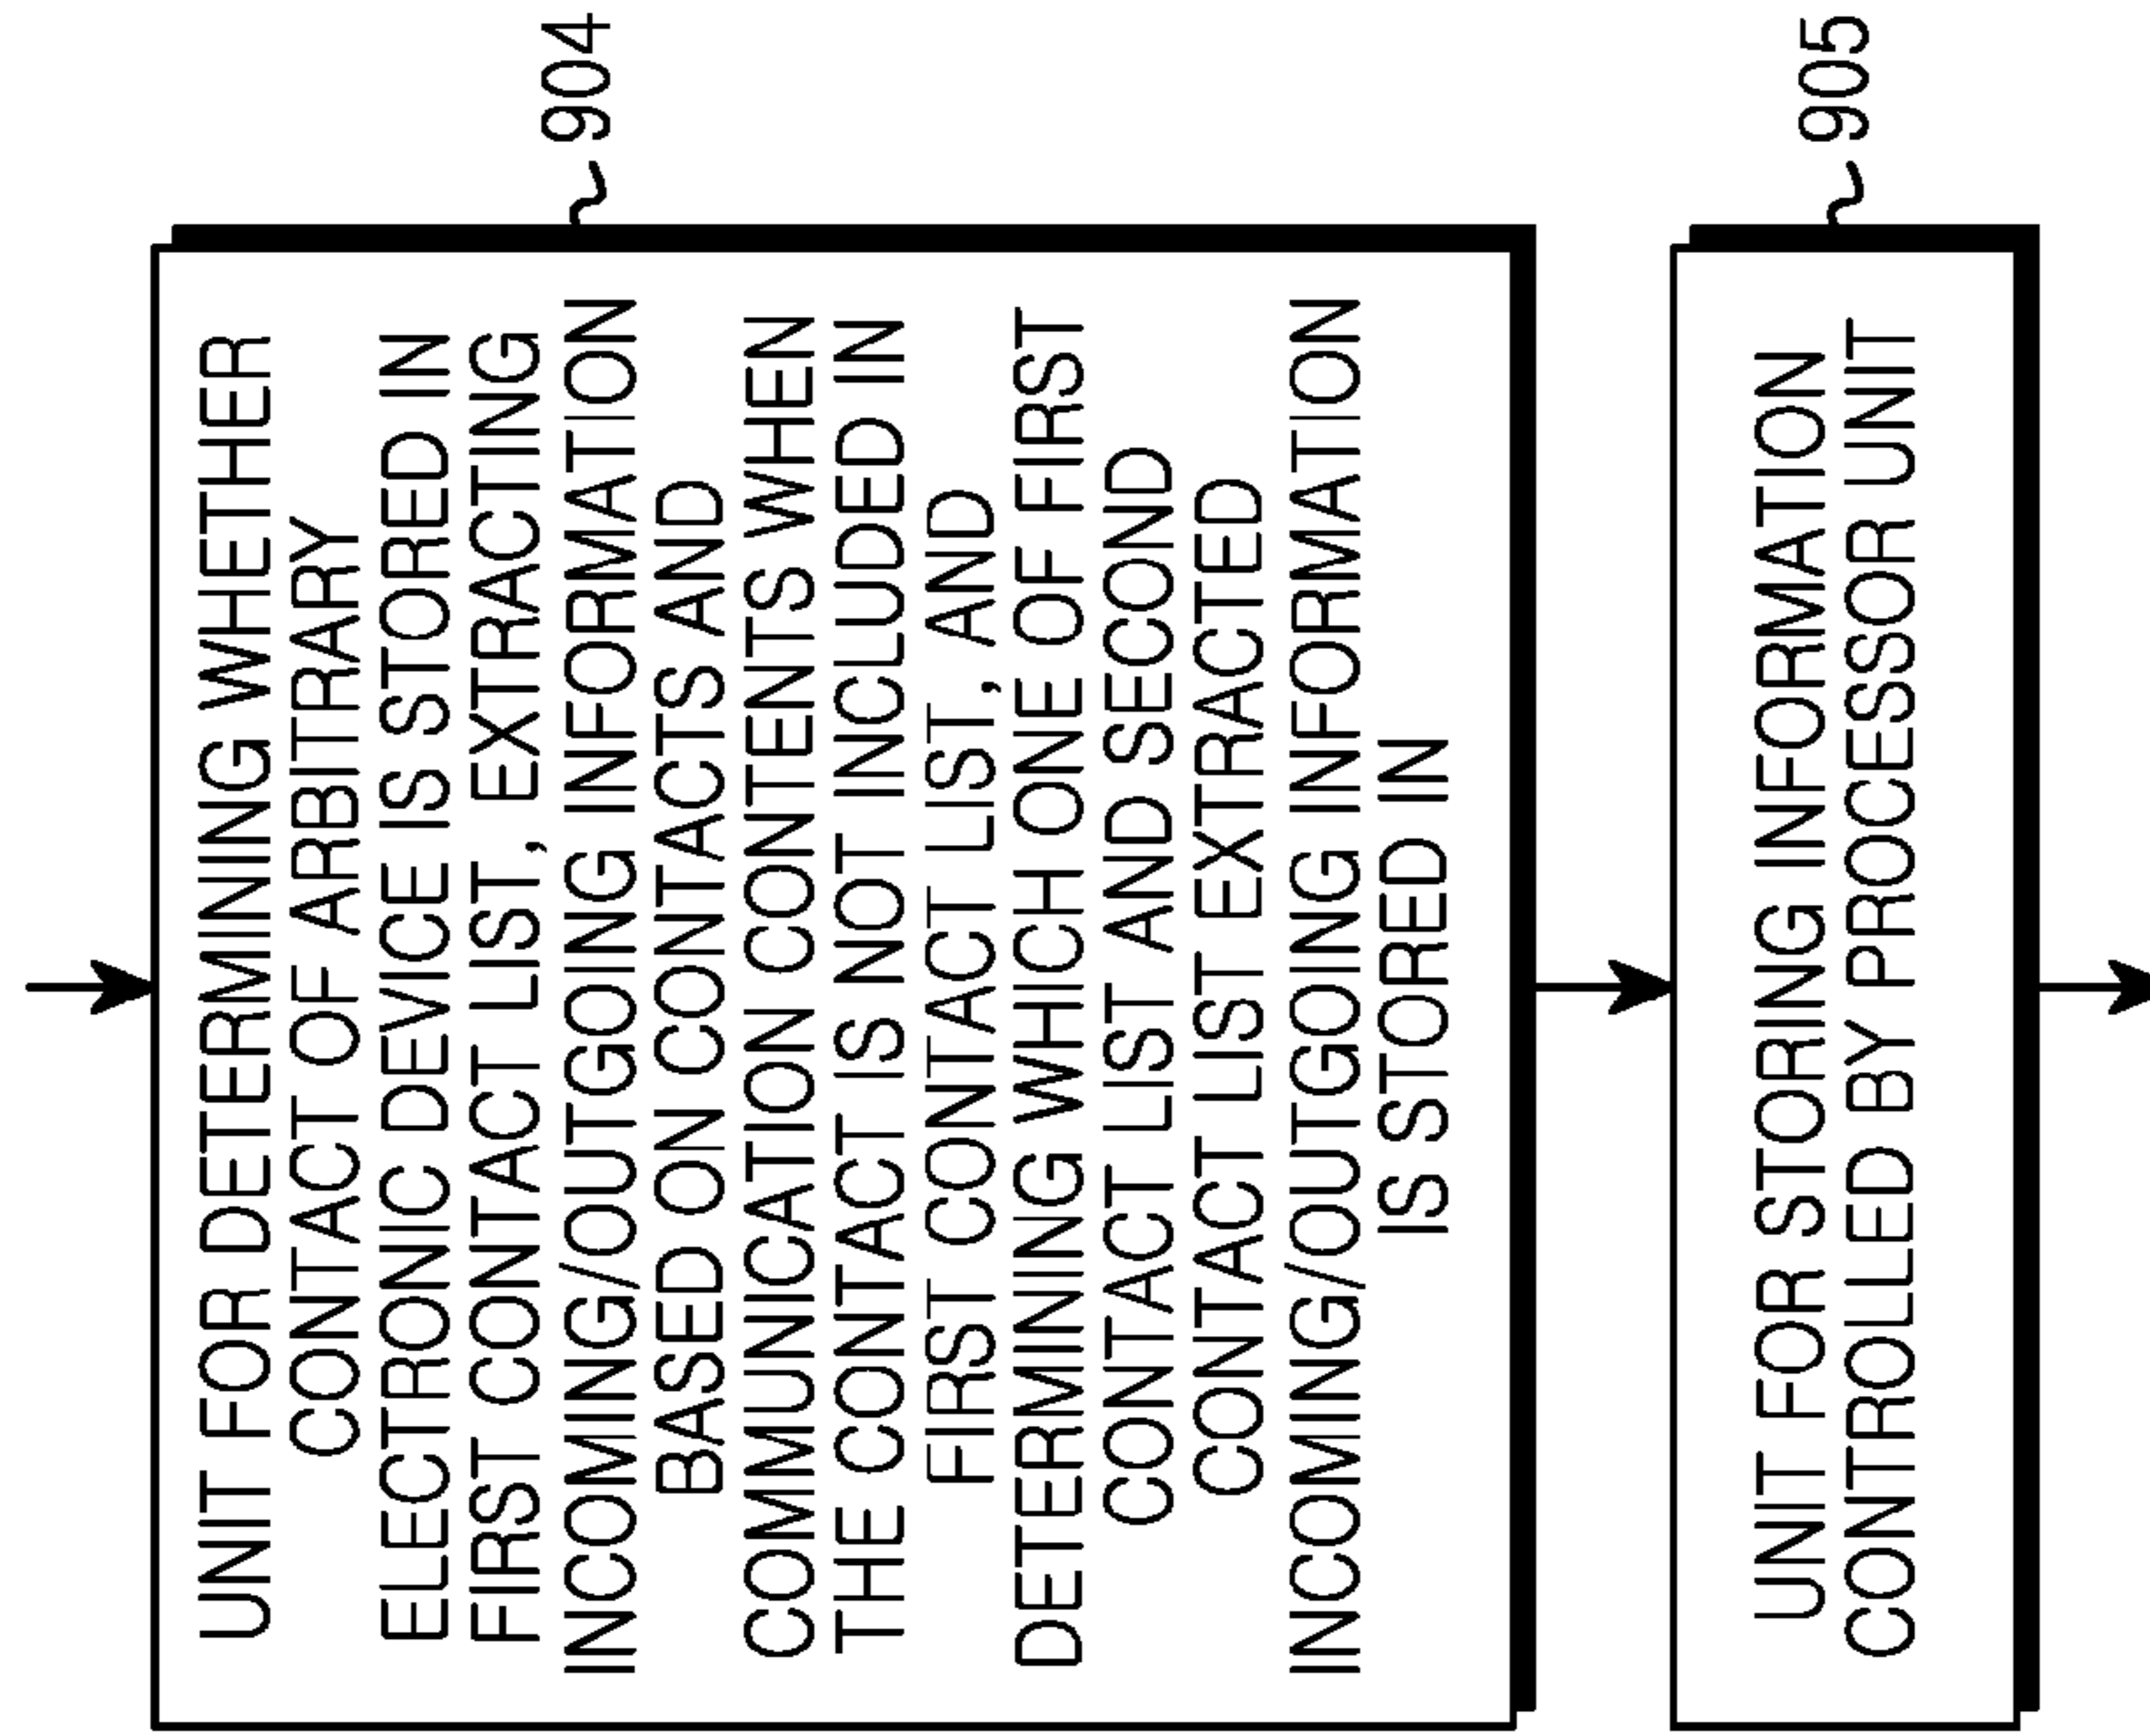 UNIT FOR DETERMINING WHETHER
CONTACT OF ARBITRARY
ELECTRONIC DEVICE IS STORED IN
FIRST CONTACT LIST, EXTRACTING
INCOMING/OUTGOING INFORMATION
BASED ON CONTACTS AND
COMMUNICATION CONTENTS WHEN
THE CONTACT IS NOT INCLUDED IN
FIRST CONTACT LIST, AND
DETERMINING WHICH ONE OF FIRST
CONTACT LIST AND SECOND
CONTACT LIST EXTRACTED
INCOMING/OUTGOING INFORMATION
IS STORED IN
904
UNIT FOR STORING INFORMATION
CONTROLLED BY PROCESSOR UNIT
905